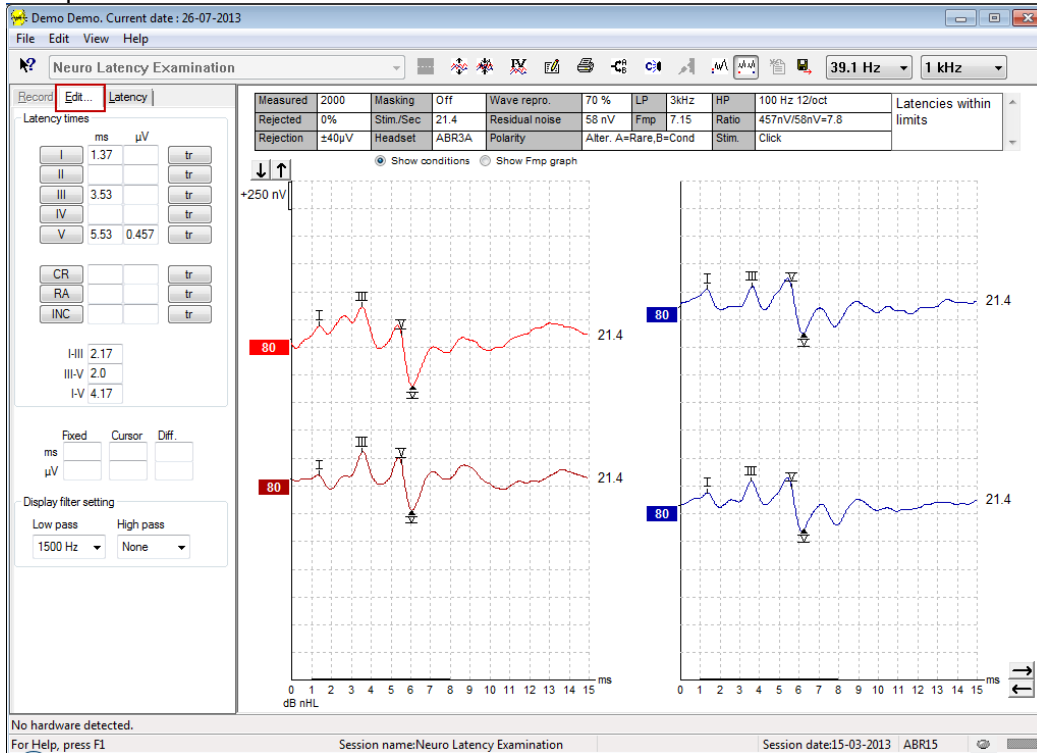 Demo Demo. Current date : 26-07-2013
File Edit View Help
Neuro Latency Examination 39.1 Hz 1 kHz
Record Edit... Latency
Latency times
ms µV
I 1.37 tr
II tr
III 3.53 tr
IV tr
V 5.53 0.457 tr
CR tr
RA tr
INC tr
I-III 2.17
III-V 2.0
I-V 4.17
Fixed Cursor Diff.
ms
µV
Display filter setting
Low pass High pass
1500 Hz None
Measured 2000 Masking Off Wave repro. 70 % LP 3kHz HP 100 Hz 12/oct Latencies within
Rejected 0% Stim./Sec 21.4 Residual noise 58 nV Fmp 7.15 Ratio 457nV/58nV=7.8 limits
Rejection ±40µV Headset ABR3A Polarity Alter. A=Rare,B=Cond Stim. Click
Show conditions Show Fmp graph
+250 nV
I III V
80 21.4
V
I III V
80 21.4
V
ms
0 1 2 3 4 5 6 7 8 9 10 11 12 13 14 15
dB nHL
I III V
80 21.4
V
I III V
80 21.4
V
ms
0 1 2 3 4 5 6 7 8 9 10 11 12 13 14 15
No hardware detected.
For Help, press F1 Session name:Neuro Latency Examination Session date:15-03-2013 ABR15